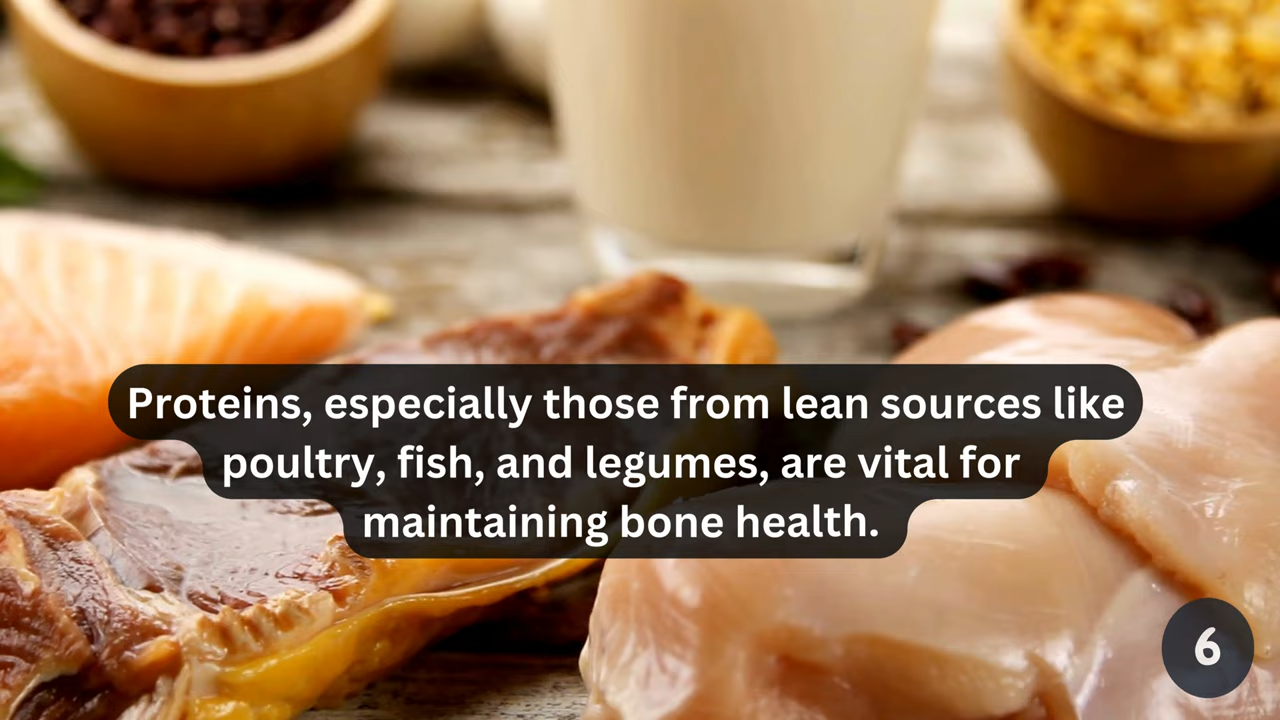 Proteins, especially those from lean sources like
poultry, fish, and legumes, are vital for
maintaining bone health.
6